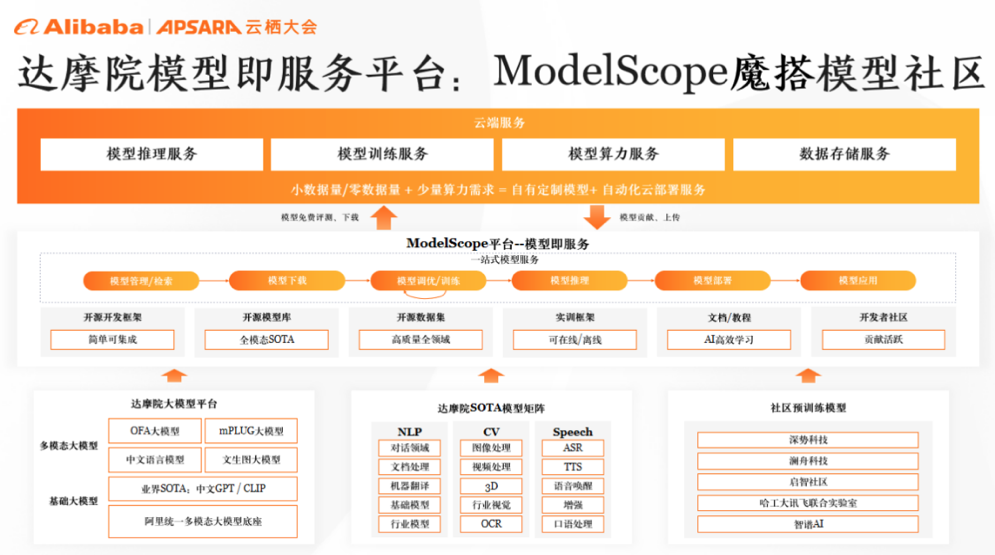 Alibaba | APSARA 云栖大会
达摩院模型即服务平台：ModelScope魔搭模型社区
云端服务
模型推理服务
模型训练服务
模型算力服务
数据存储服务
小数据量/零数据量 + 少量算力需求 = 自有定制模型+ 自动化云部署服务
模型免费评测、下载
模型贡献、上传
ModelScope平台--模型即服务
一站式模型服务
模型管理/检索
模型下载
模型调优/训练
模型推理
模型部署
模型应用
开源开发框架
简单可集成
开源模型库
全模态SOTA
开源数据集
高质量全领域
实训框架
可在线/离线
文档/教程
AI高效学习
开发者社区
贡献活跃
达摩院大模型平台
多模态大模型
OFA大模型
mPLUG大模型
中文语言模型
文生图大模型
基础大模型
业界SOTA：中文GPT / CLIP
阿里统一多模态大模型底座
达摩院SOTA模型矩阵
NLP
对话领域
文档处理
机器翻译
基础模型
行业模型
CV
图像处理
视频处理
3D
行业视觉
OCR
Speech
ASR
TTS
语音唤醒
增强
口语处理
社区预训练模型
深势科技
澜舟科技
启智社区
哈工大讯飞联合实验室
智谱AI